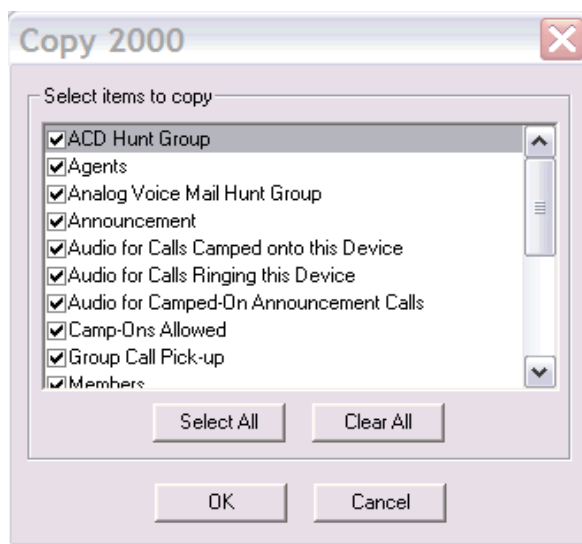 Copy 2000
Select items to copy
ACD Hunt Group
Agents
Analog Voice Mail Hunt Group
Announcement
Audio for Calls Camped onto this Device
Audio for Calls Ringing this Device
Audio for Camped-On Announcement Calls
Camp-Ons Allowed
Group Call Pick-up
Members
Select All Clear All
OK Cancel